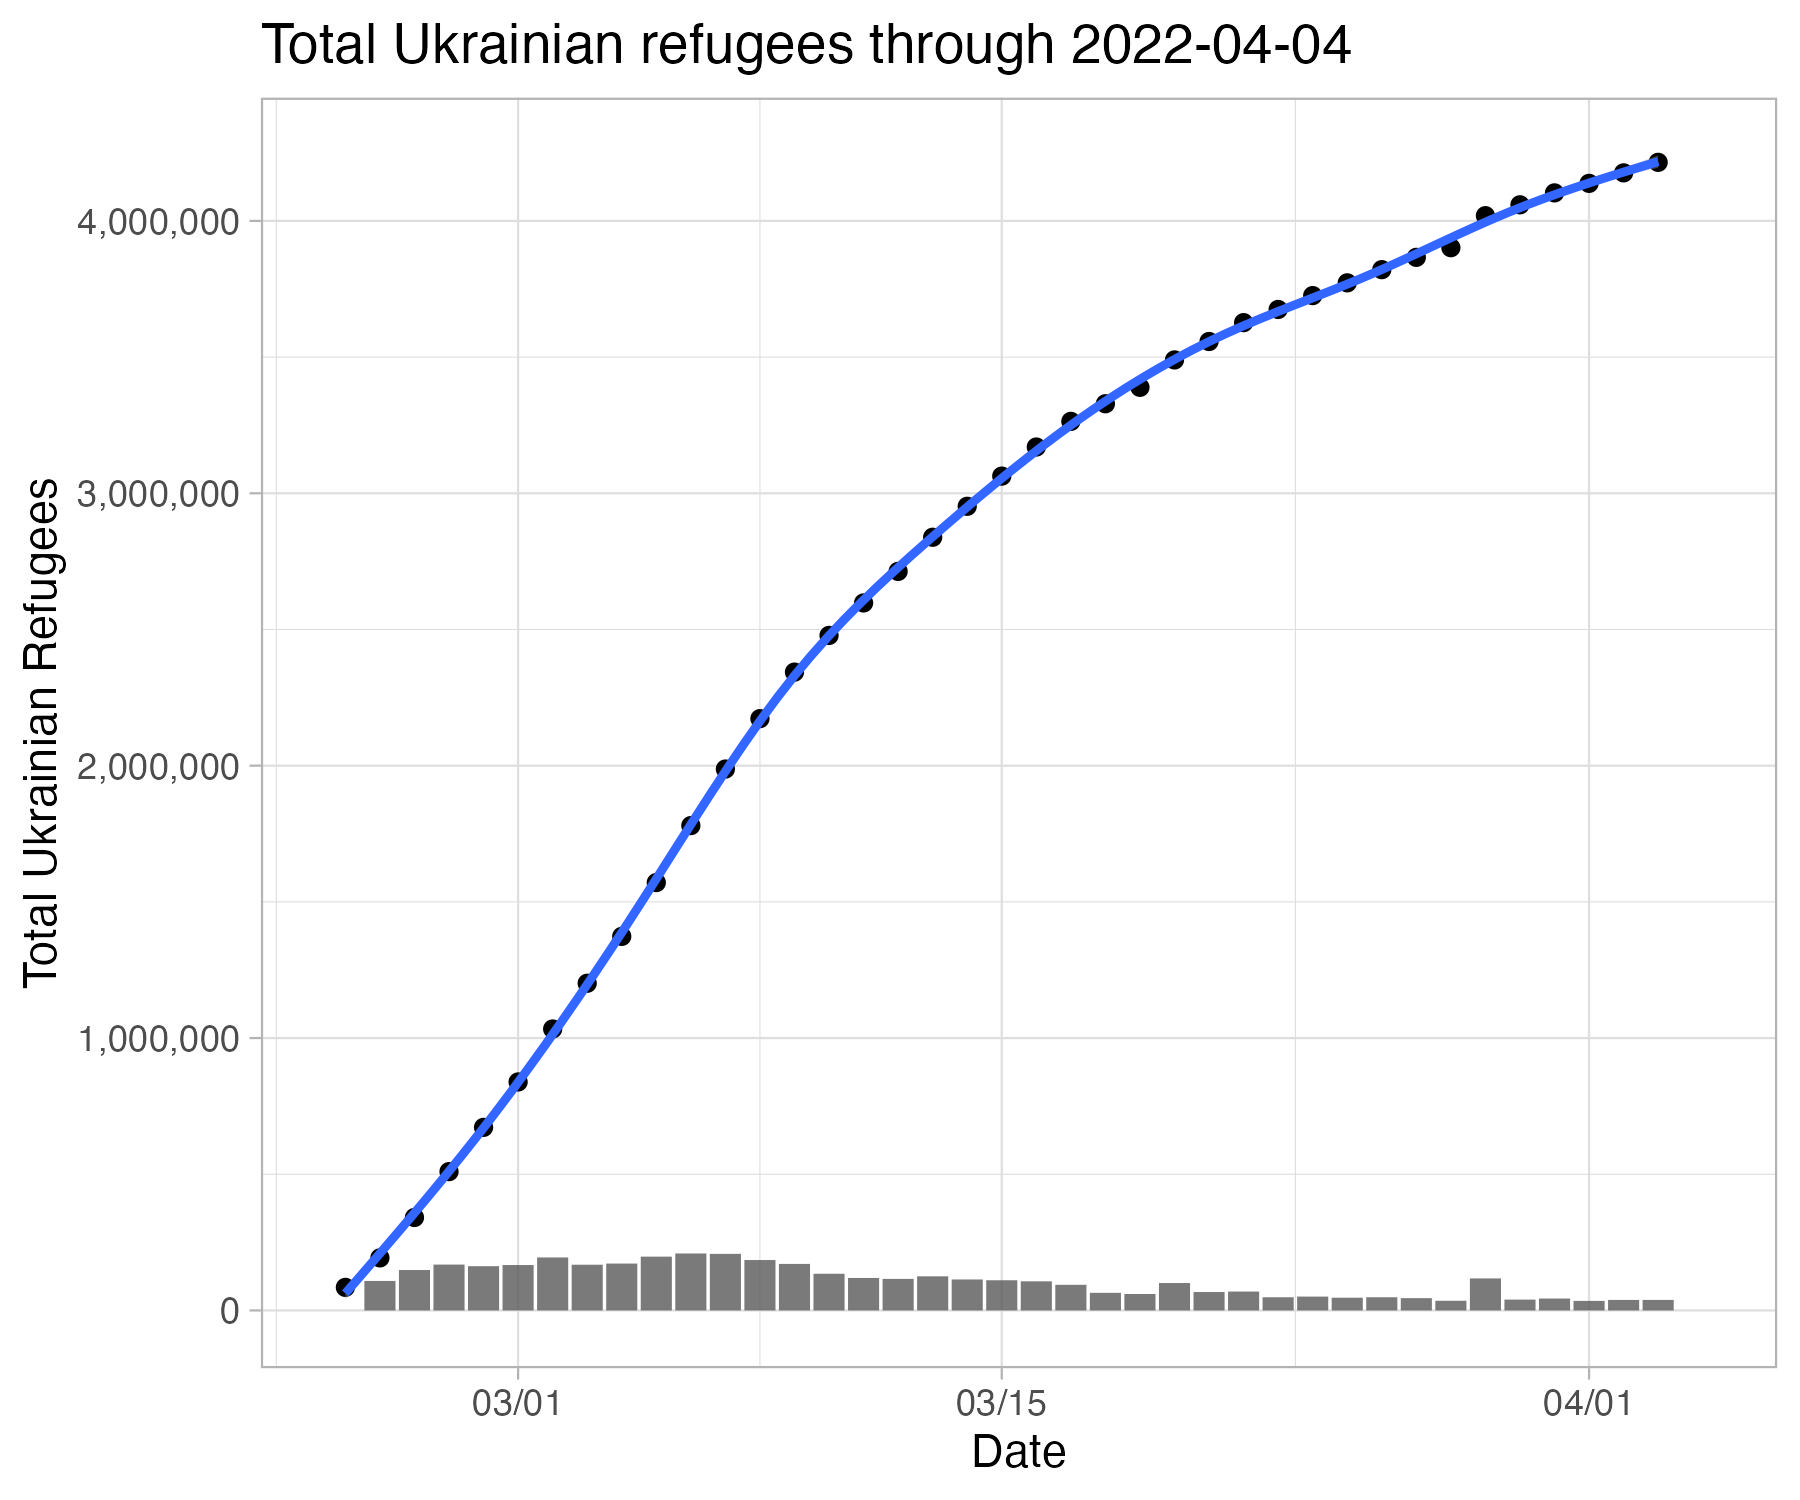 Total Ukrainian refugees through 2022-04-04
Total Ukrainian Refugees
4,000,000
3,000,000
2,000,000
1,000,000
0
03/01
03/15
04/01
Date